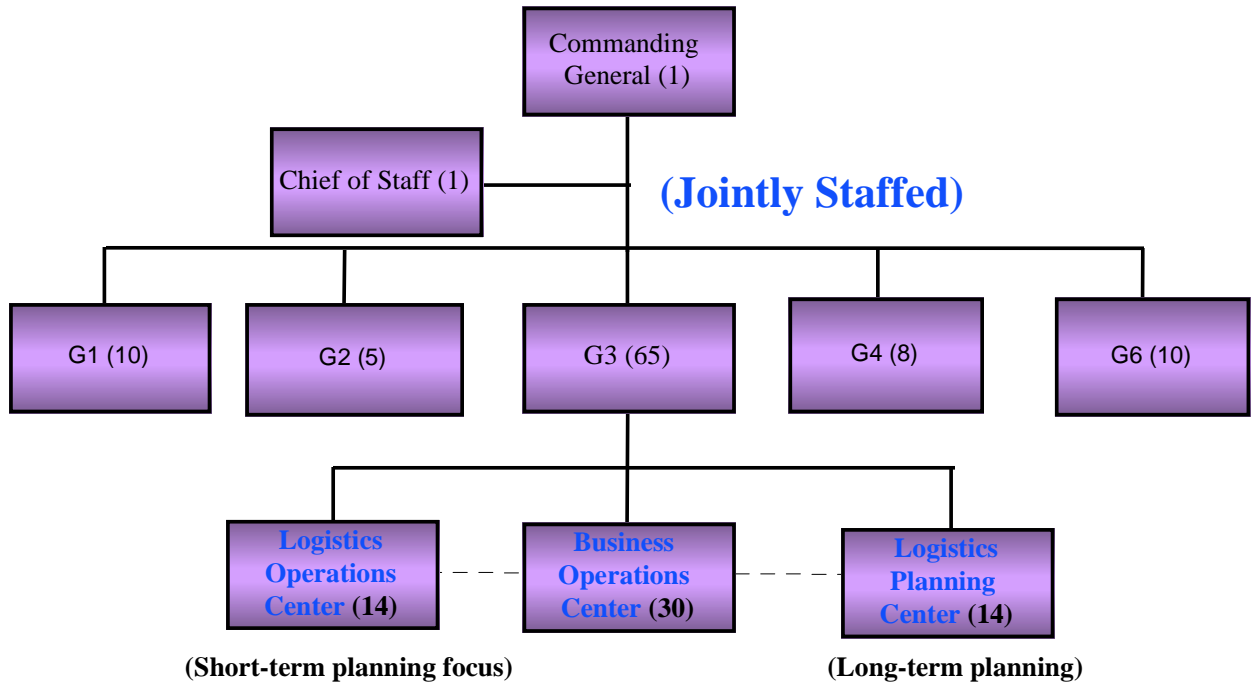 Commanding
General (1)
Chief of Staff (1)
(Jointly Staffed)
G1 (10)
G2 (5)
G3 (65)
G4 (8)
G6 (10)
Logistics
Operations
Center (14)
Business
Operations
Center (30)
Logistics
Planning
Center (14)
(Short-term planning focus)
(Long-term planning)